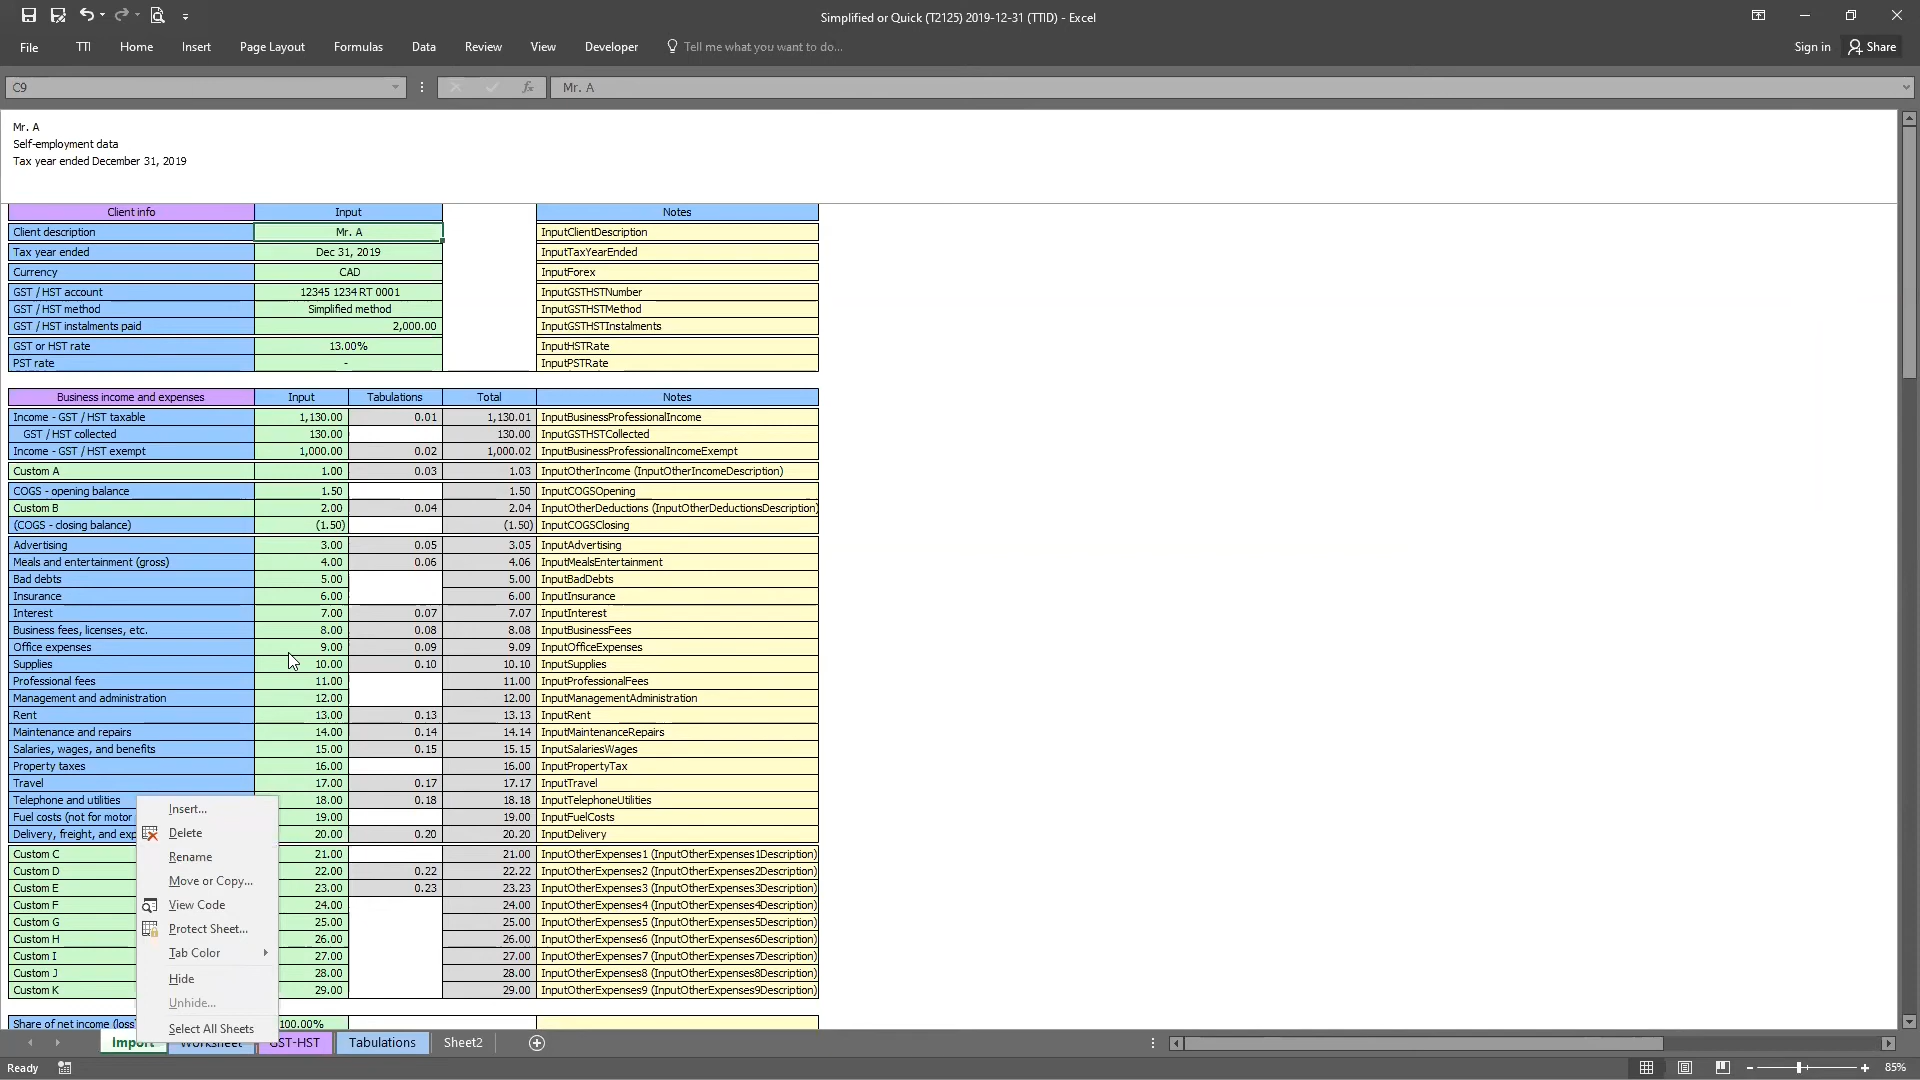 Simplified or Quick (T2125) 2019-12-31 (TTID) - Excel
File TTI Home Insert Page Layout Formulas Data Review View Developer Tell me what you want to do... Sign in Share
C9 fx Mr. A
Mr. A
Self-employment data
Tax year ended December 31, 2019
Client info Input Notes
Client description Mr. A InputClientDescription
Tax year ended Dec 31, 2019 InputTaxYearEnded
Currency CAD InputForex
GST / HST account 12345 1234 RT 0001 InputGSTHSTNumber
GST / HST method Simplified method InputGSTHSTMethod
GST / HST instalments paid 2,000.00 InputGSTHSTInstalments
GST or HST rate 13.00% InputHSTRate
PST rate - InputPSTRate
Business income and expenses Input Tabulations Total Notes
Income - GST / HST taxable 1,130.00 0.01 1,130.01 InputBusinessProfessionalIncome
GST / HST collected 130.00 130.00 InputGSTHSTCollected
Income - GST / HST exempt 1,000.00 0.02 1,000.02 InputBusinessProfessionalIncomeExempt
Custom A 1.00 0.03 1.03 InputOtherIncome (InputOtherIncomeDescription)
COGS - opening balance 1.50 1.50 InputCOGSOpening
Custom B 2.00 0.04 2.04 InputOtherDeductions (InputOtherDeductionsDescription)
(COGS - closing balance) (1.50) (1.50) InputCOGSClosing
Advertising 3.00 0.05 3.05 InputAdvertising
Meals and entertainment (gross) 4.00 0.06 4.06 InputMealsEntertainment
Bad debts 5.00 5.00 InputBadDebts
Insurance 6.00 6.00 InputInsurance
Interest 7.00 0.07 7.07 InputInterest
Business fees, licenses, etc. 8.00 0.08 8.08 InputBusinessFees
Office expenses 9.00 0.09 9.09 InputOfficeExpenses
Supplies 10.00 0.10 10.10 InputSupplies
Professional fees 11.00 11.00 InputProfessionalFees
Management and administration 12.00 12.00 InputManagementAdministration
Rent 13.00 0.13 13.13 InputRent
Maintenance and repairs 14.00 0.14 14.14 InputMaintenanceRepairs
Salaries, wages, and benefits 15.00 0.15 15.15 InputSalariesWages
Property taxes 16.00 16.00 InputPropertyTax
Travel 17.00 0.17 17.17 InputTravel
Telephone and utilities 18.00 0.18 18.18 InputTelephoneUtilities
Fuel costs (not for motor 19.00 19.00 InputFuelCosts
Delivery, freight, and exp 20.00 0.20 20.20 InputDelivery
Custom C 21.00 21.00 InputOtherExpenses1 (InputOtherExpenses1Description)
Custom D 22.00 0.22 22.22 InputOtherExpenses2 (InputOtherExpenses2Description)
Custom E 23.00 0.23 23.23 InputOtherExpenses3 (InputOtherExpenses3Description)
Custom F 24.00 24.00 InputOtherExpenses4 (InputOtherExpenses4Description)
Custom G 25.00 25.00 InputOtherExpenses5 (InputOtherExpenses5Description)
Custom H 26.00 26.00 InputOtherExpenses6 (InputOtherExpenses6Description)
Custom I 27.00 27.00 InputOtherExpenses7 (InputOtherExpenses7Description)
Custom J 28.00 28.00 InputOtherExpenses8 (InputOtherExpenses8Description)
Custom K 29.00 29.00 InputOtherExpenses9 (InputOtherExpenses9Description)
Share of net income (loss) 100.00%
Insert...
Delete
Rename
Move or Copy...
View Code
Protect Sheet...
Tab Color
Hide
Unhide...
Select All Sheets
Import Worksheet GST-HST Tabulations Sheet2
Ready 85%